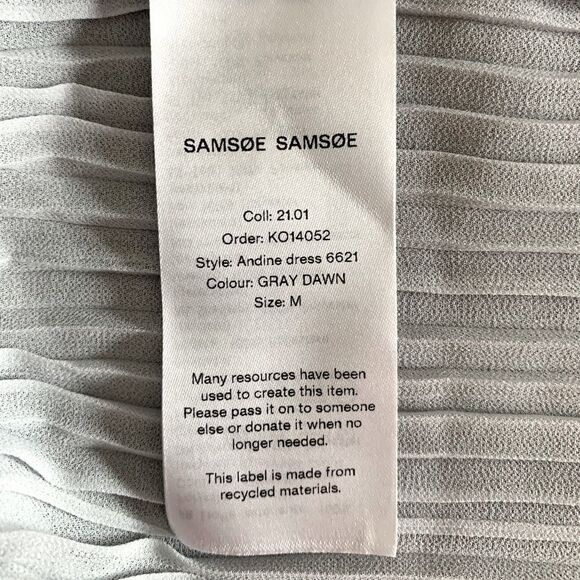 SAMSØE SAMSØE
Coll: 21.01
Order: KO14052
Style: Andine dress 6621
Colour: GRAY DAWN
Size: M
Many resources have been
used to create this item.
Please pass it on to someone
else or donate it when no
longer needed.
This label is made from
recycled materials.